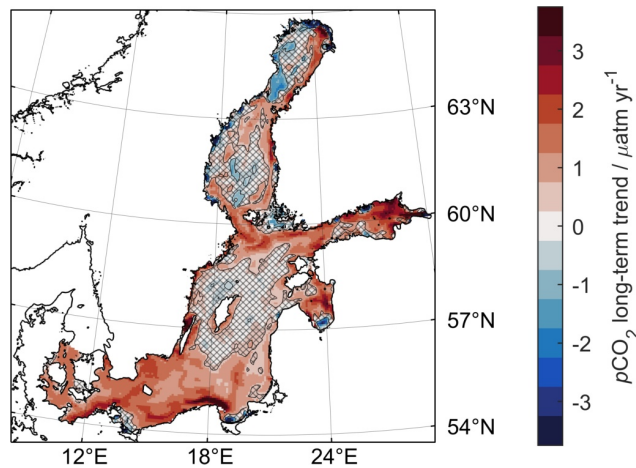 63°N
60°N
57°N
54°N
12°E
18°E
24°E
3
2
1
0
-1
-2
-3
pCO₂ long-term trend / µatm yr⁻¹